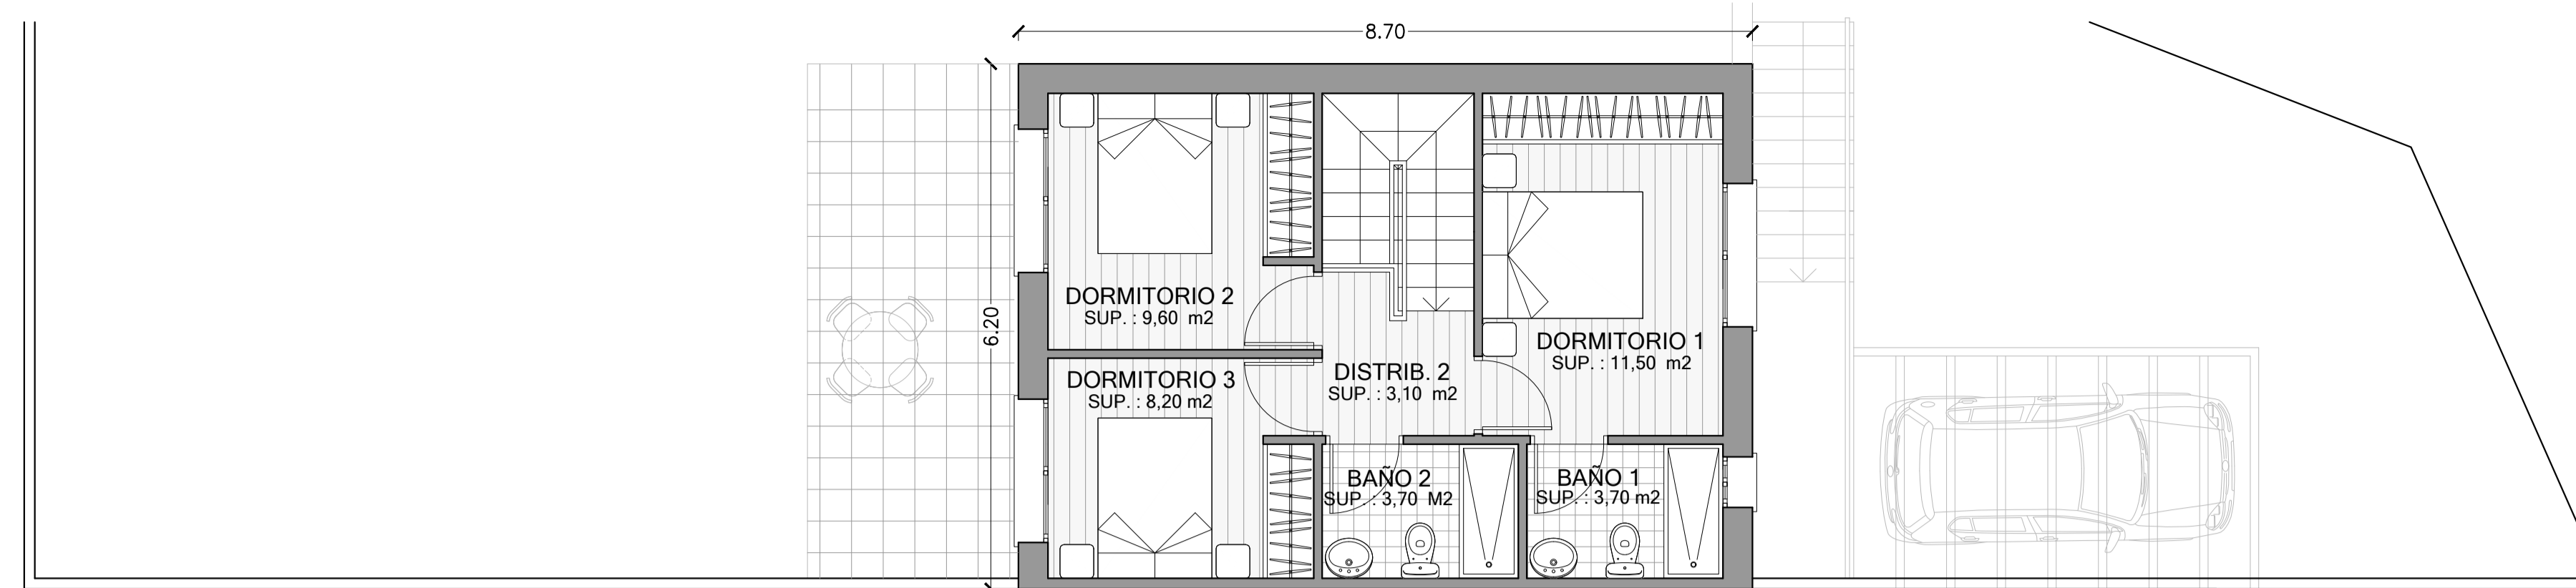 8.70
6.20
DORMITORIO 2
SUP. : 9,60 m2
DORMITORIO 3
SUP. : 8,20 m2
DISTRIB. 2
SUP. : 3,10 m2
DORMITORIO 1
SUP. : 11,50 m2
BAÑO 2
SUP. : 3,70 M2
BAÑO 1
SUP. : 3,70 m2